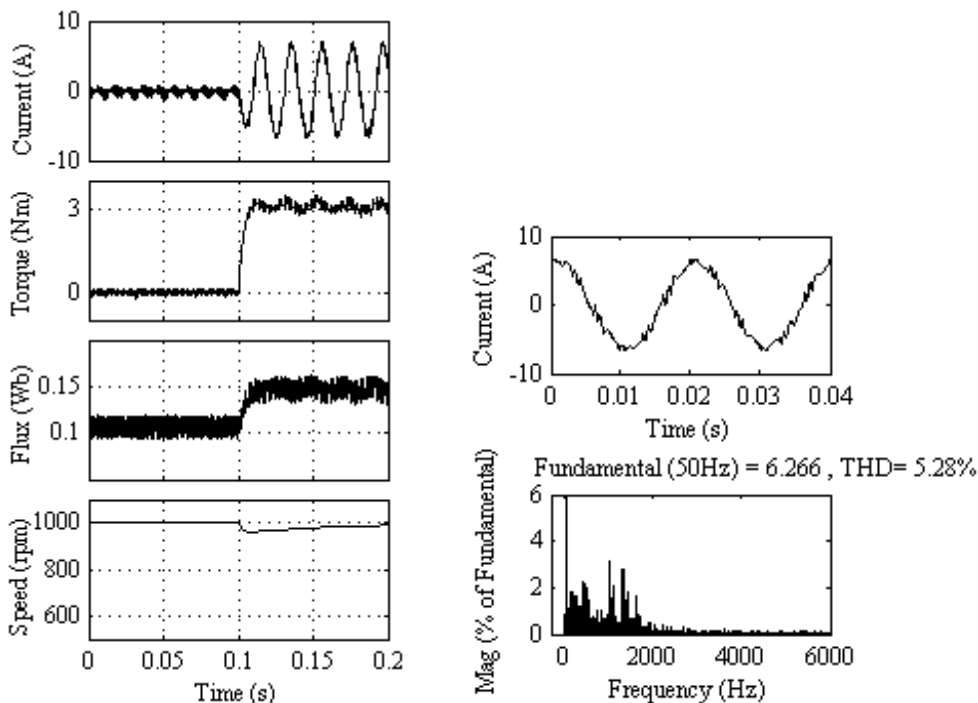 10
0
-10
Current (A)
3
0
Torque (Nm)
0.15
0.1
Flux (Wb)
1000
800
600
Speed (rpm)
0 0.05 0.1 0.15 0.2
Time (s)
10
0
-10
Current (A)
0 0.01 0.02 0.03 0.04
Time (s)
Fundamental (50Hz) = 6.266 , THD= 5.28%
6
4
2
0
Mag (% of Fundamental)
0 2000 4000 6000
Frequency (Hz)